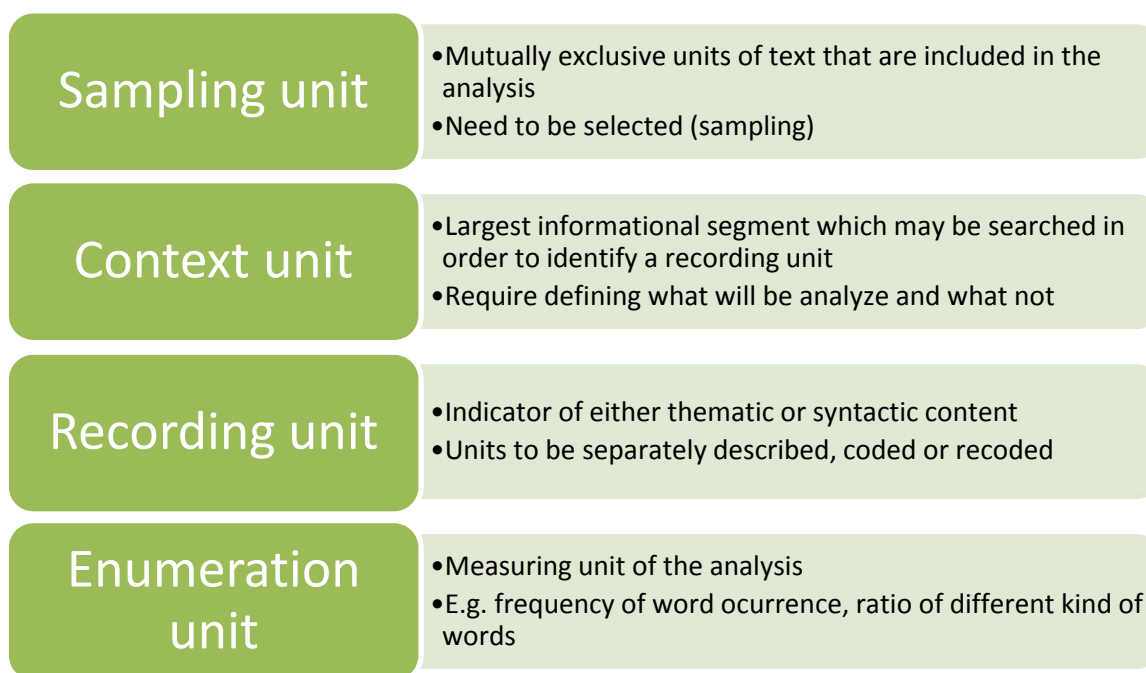 Sampling unit
•Mutually exclusive units of text that are included in the
analysis
•Need to be selected (sampling)
Context unit
•Largest informational segment which may be searched in
order to identify a recording unit
•Require defining what will be analyze and what not
Recording unit
•Indicator of either thematic or syntactic content
•Units to be separately described, coded or recoded
Enumeration
unit
•Measuring unit of the analysis
•E.g. frequency of word ocurrence, ratio of different kind of
words